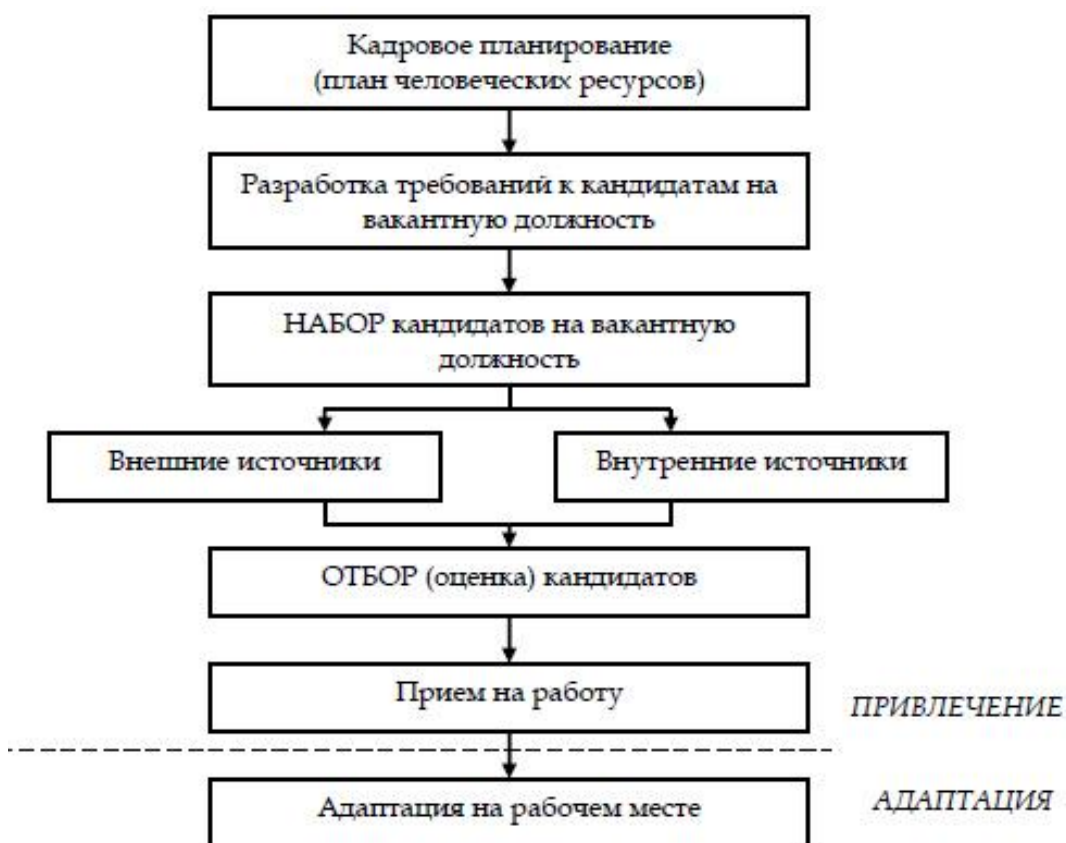 Кадровое планирование
(план человеческих ресурсов)
Разработка требований к кандидатам на
вакантную должность
НАБОР кандидатов на вакантную
должность
Внешние источники
Внутренние источники
ОТБОР (оценка) кандидатов
Прием на работу
ПРИВЛЕЧЕНИЕ
Адаптация на рабочем месте
АДАПТАЦИЯ